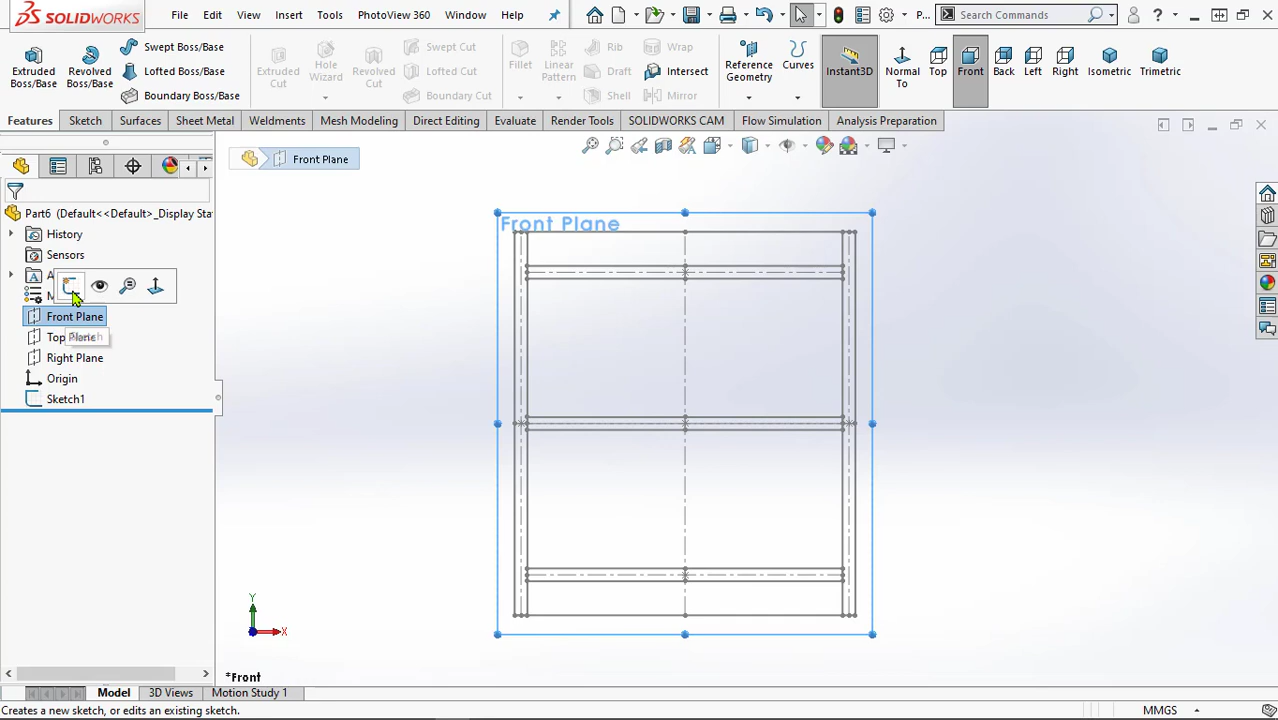 SOLIDWORKS File Edit View Insert Tools PhotoView 360 Window Help P... Search Commands ?
Extruded Boss/Base Revolved Boss/Base Swept Boss/Base Lofted Boss/Base Boundary Boss/Base Extruded Cut Hole Wizard Revolved Cut Swept Cut Lofted Cut Boundary Cut Fillet Linear Pattern Rib Draft Shell Wrap Intersect Mirror Reference Geometry Curves Instant3D Normal To Top Front Back Left Right Isometric Trimetric
Features Sketch Surfaces Sheet Metal Weldments Mesh Modeling Direct Editing Evaluate Render Tools SOLIDWORKS CAM Flow Simulation Analysis Preparation
Front Plane
Part6 (Default<<Default>_Display Sta
Front Plane
History
Sensors
A
M
Front Plane
Top Plane
Sketch
Right Plane
Origin
Sketch1
Y
X
*Front
Model 3D Views Motion Study 1
Creates a new sketch, or edits an existing sketch. MMGS